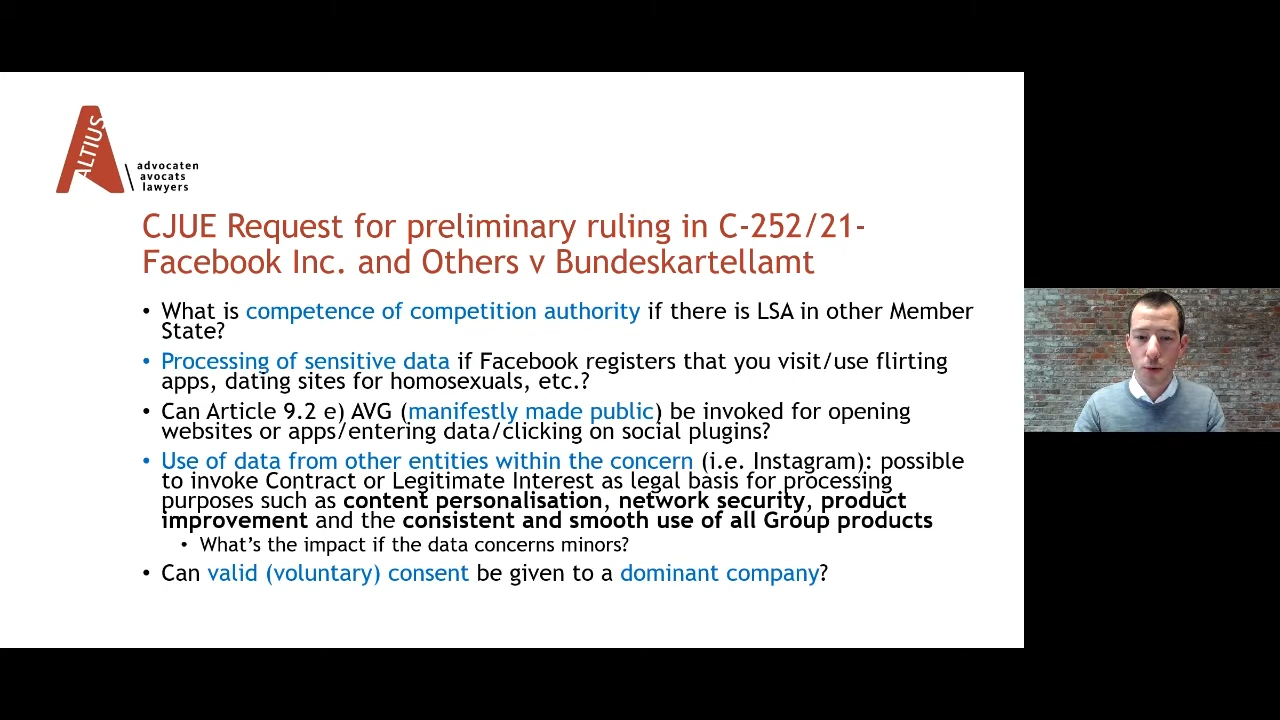 ALTIUS
advocaten
avocats
lawyers
CJUE Request for preliminary ruling in C-252/21-
Facebook Inc. and Others v Bundeskartellamt
• What is competence of competition authority if there is LSA in other Member
State?
• Processing of sensitive data if Facebook registers that you visit/use flirting
apps, dating sites for homosexuals, etc.?
• Can Article 9.2 e) AVG (manifestly made public) be invoked for opening
websites or apps/entering data/clicking on social plugins?
• Use of data from other entities within the concern (i.e. Instagram): possible
to invoke Contract or Legitimate Interest as legal basis for processing
purposes such as content personalisation, network security, product
improvement and the consistent and smooth use of all Group products
• What's the impact if the data concerns minors?
• Can valid (voluntary) consent be given to a dominant company?